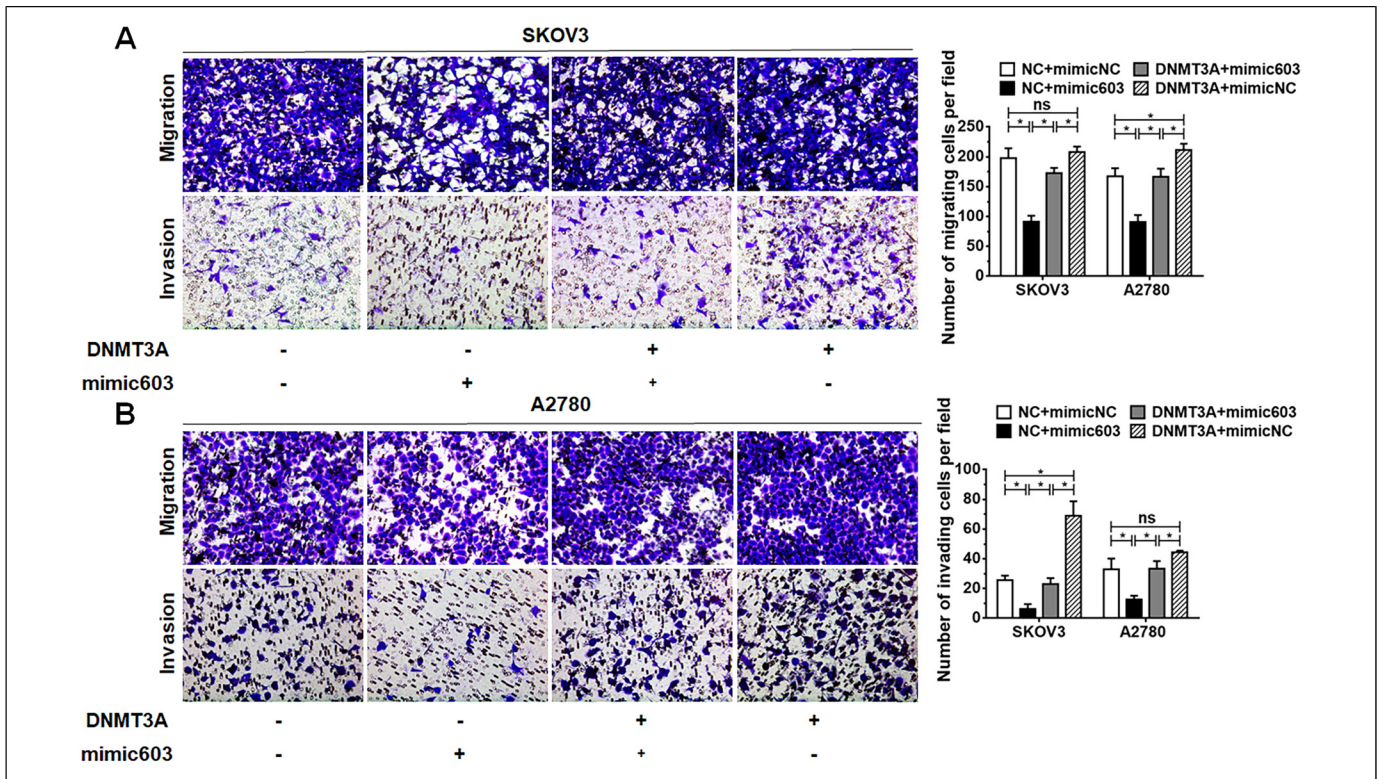 A
SKOV3
Migration
Invasion
DNMT3A - - + +
mimic603 - + + -
NC+mimicNC DNMT3A+mimic603
NC+mimic603 DNMT3A+mimicNC
Number of migrating cells per field
250
200
150
100
50
0
ns
* * *
*
* * *
SKOV3 A2780
B
A2780
Migration
Invasion
DNMT3A - - + +
mimic603 - + + -
NC+mimicNC DNMT3A+mimic603
NC+mimic603 DNMT3A+mimicNC
Number of invading cells per field
100
80
60
40
20
0
*
* * *
ns
* * *
SKOV3 A2780